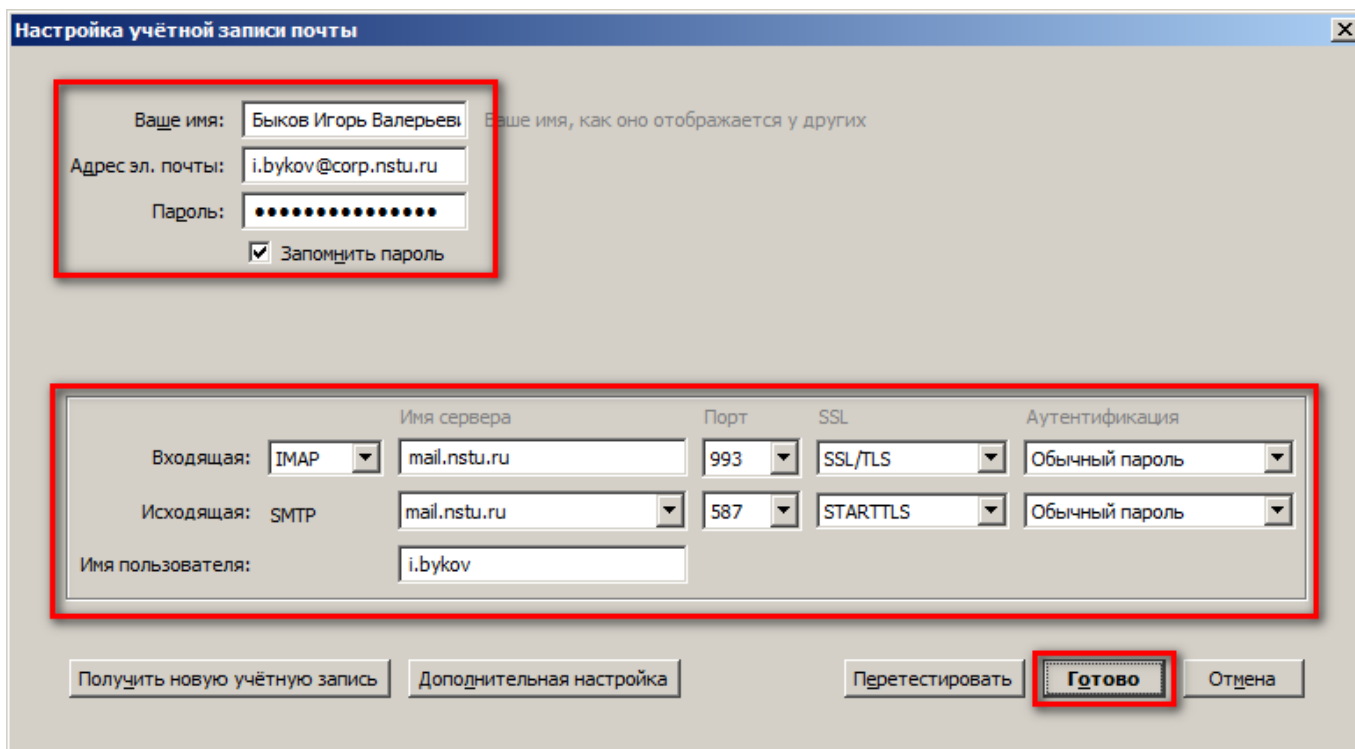 Настройка учётной записи почты
Ваше имя: Быков Игорь Валерьеви Ваше имя, как оно отображается у других
Адрес эл. почты: i.bykov@corp.nstu.ru
Пароль: ●●●●●●●●●●●●●●●
Запомнить пароль
Имя сервера Порт SSL Аутентификация
Входящая: IMAP mail.nstu.ru 993 SSL/TLS Обычный пароль
Исходящая: SMTP mail.nstu.ru 587 STARTTLS Обычный пароль
Имя пользователя: i.bykov
Получить новую учётную запись Дополнительная настройка Перетестировать Готово Отмена